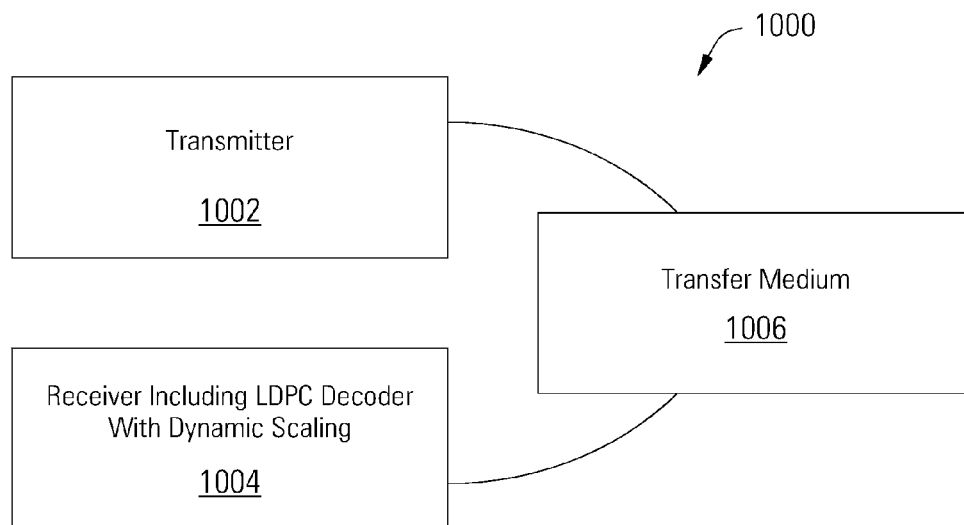 1000
Transmitter
1002
Transfer Medium
1006
Receiver Including LDPC Decoder
With Dynamic Scaling
1004